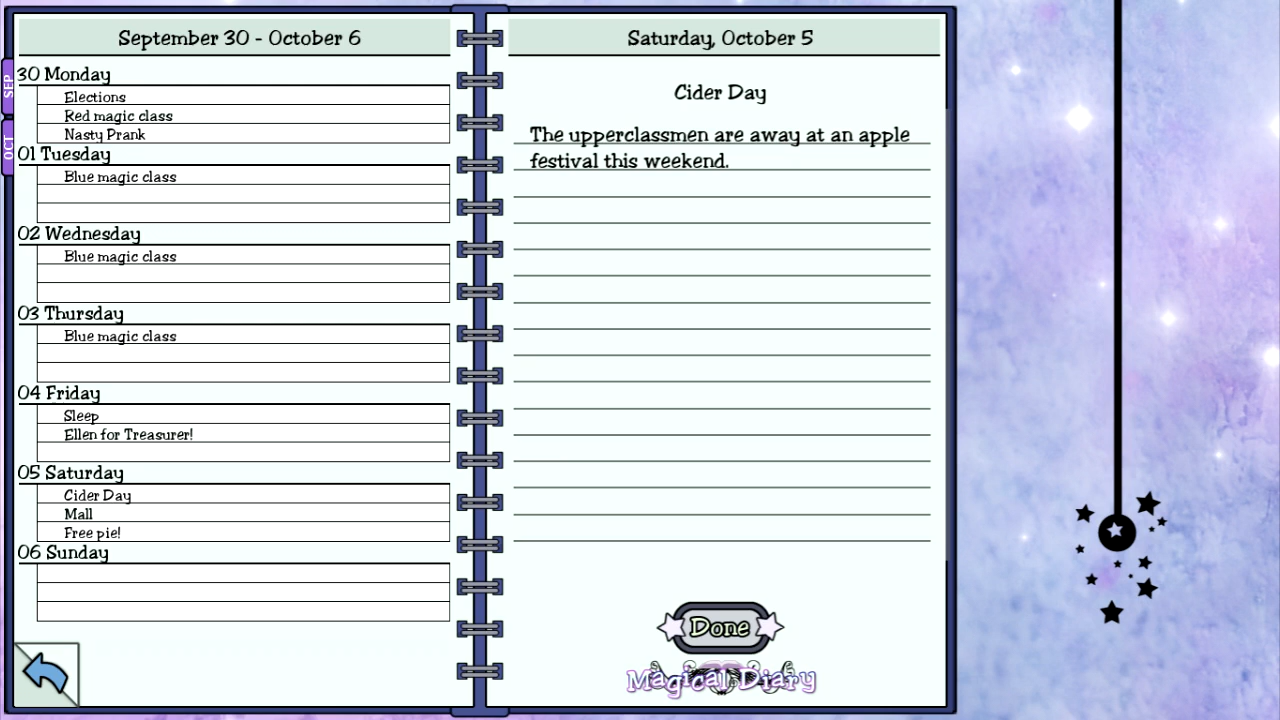 September 30 - October 6
SEP
OCT
30 Monday
Elections
Red magic class
Nasty Prank
01 Tuesday
Blue magic class
02 Wednesday
Blue magic class
03 Thursday
Blue magic class
04 Friday
Sleep
Ellen for Treasurer!
05 Saturday
Cider Day
Mall
Free pie!
06 Sunday
Saturday, October 5
Cider Day
The upperclassmen are away at an apple
festival this weekend.
Done
Magical Diary